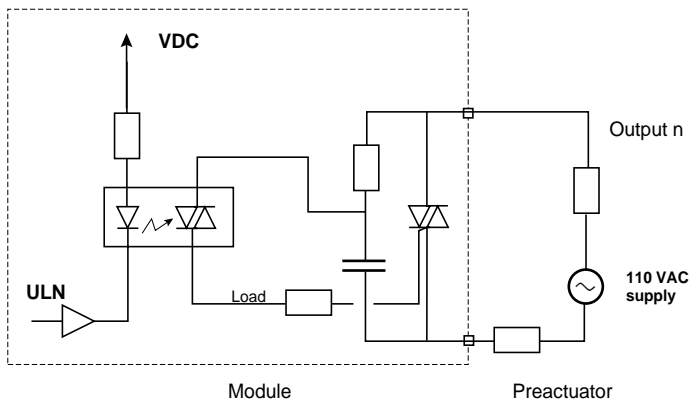 VDC
Output n
ULN
Load
110 VAC
supply
Module
Preactuator